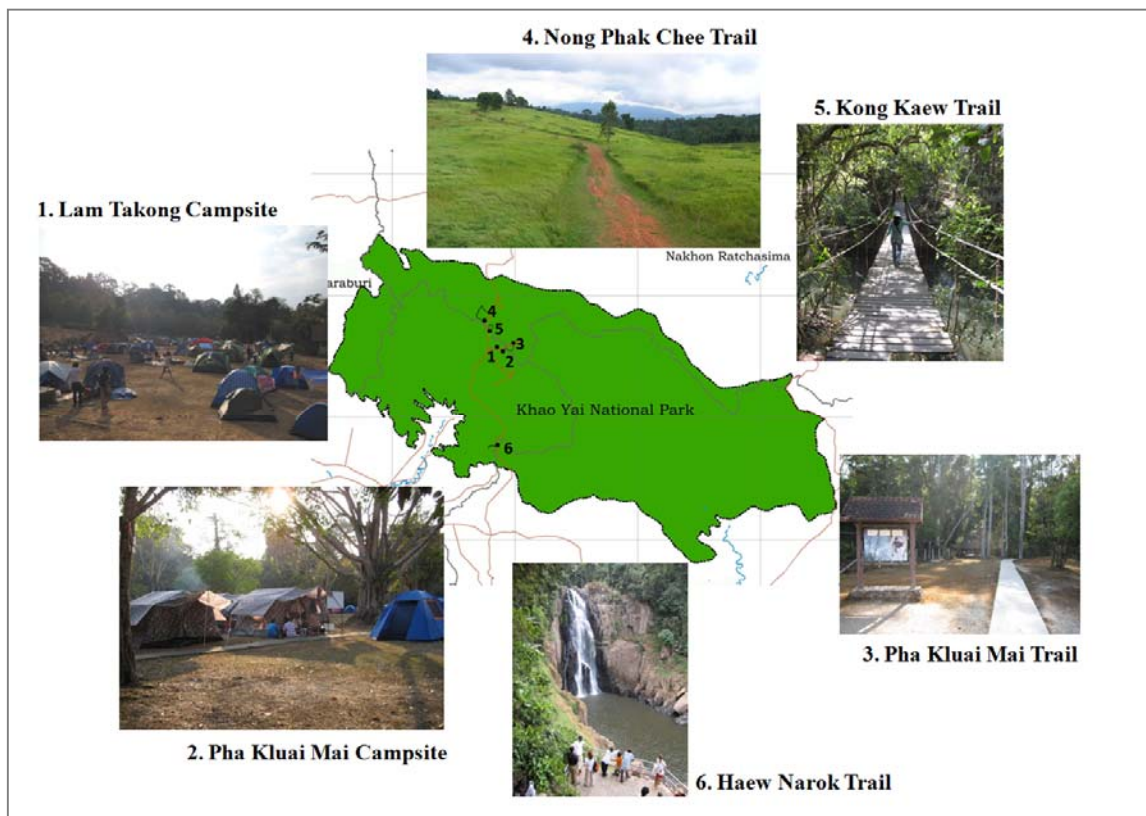 4. Nong Phak Chee Trail
5. Kong Kaew Trail
1. Lam Takong Campsite
Nakhon Ratchasima
araburi
4
5
3
1
2
Khao Yai National Park
6
3. Pha Kluai Mai Trail
2. Pha Kluai Mai Campsite
6. Haew Narok Trail